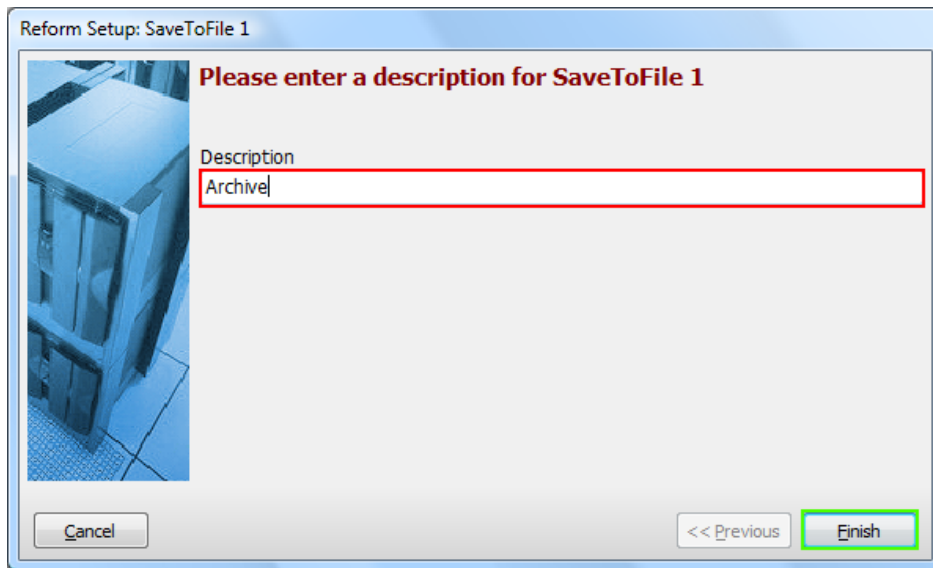 Reform Setup: SaveToFile 1
Please enter a description for SaveToFile 1
Description
Archive
Cancel
<< Previous
Finish